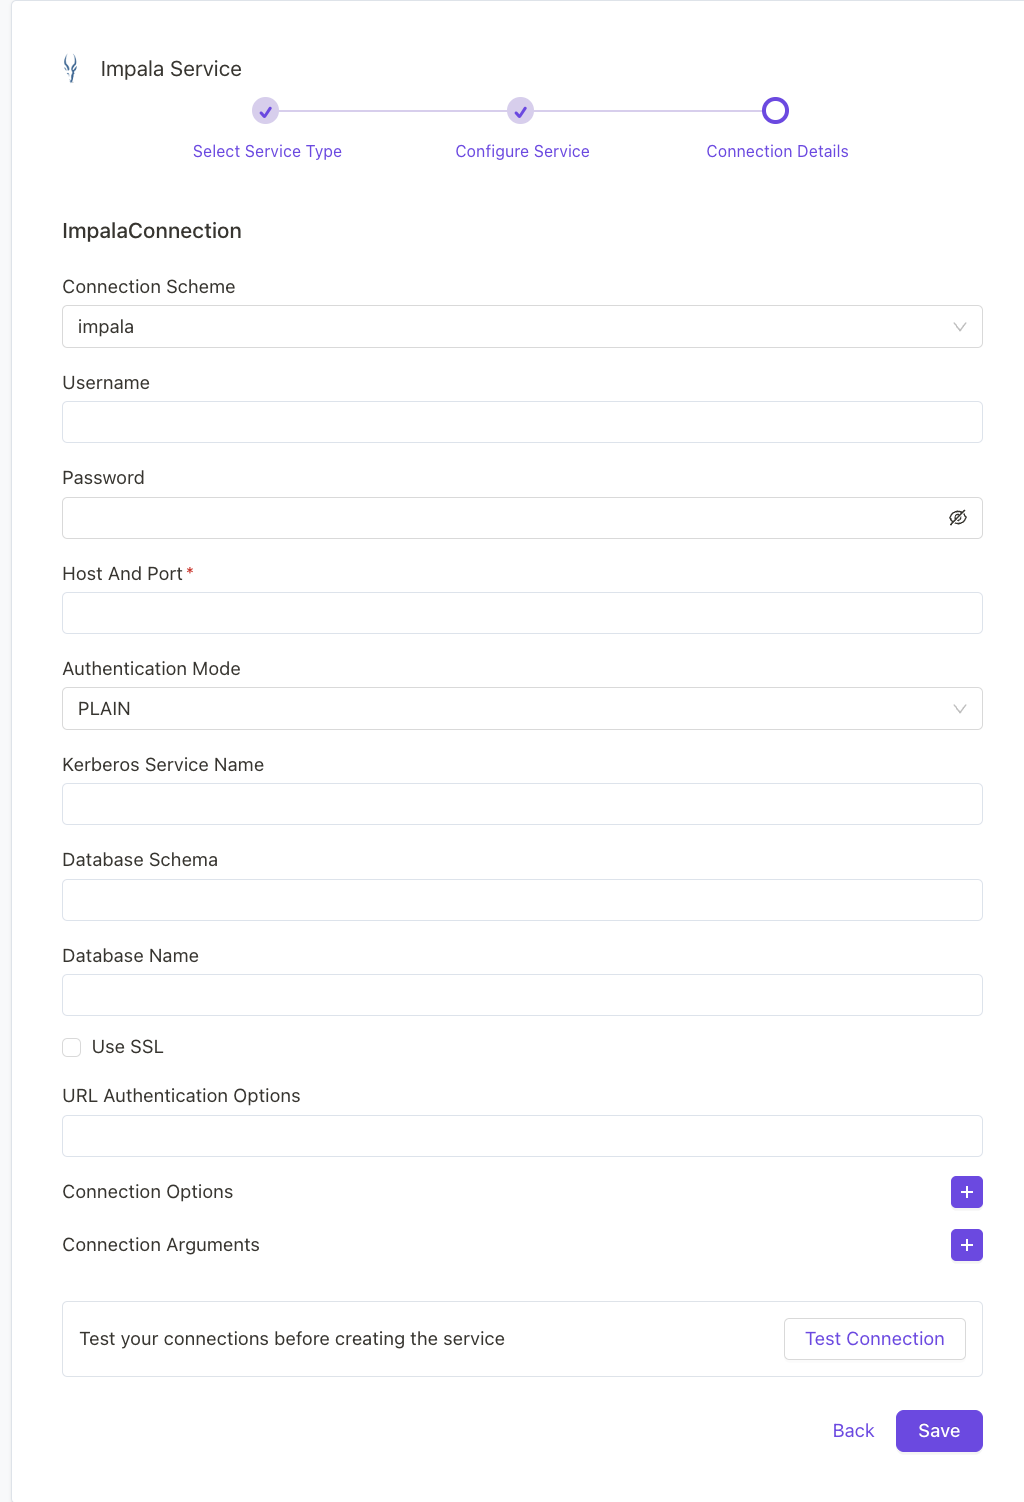 Impala Service
Select Service Type
Configure Service
Connection Details
ImpalaConnection
Connection Scheme
impala
Username
Password
Host And Port*
Authentication Mode
PLAIN
Kerberos Service Name
Database Schema
Database Name
Use SSL
URL Authentication Options
Connection Options
+
Connection Arguments
+
Test your connections before creating the service
Test Connection
Back
Save